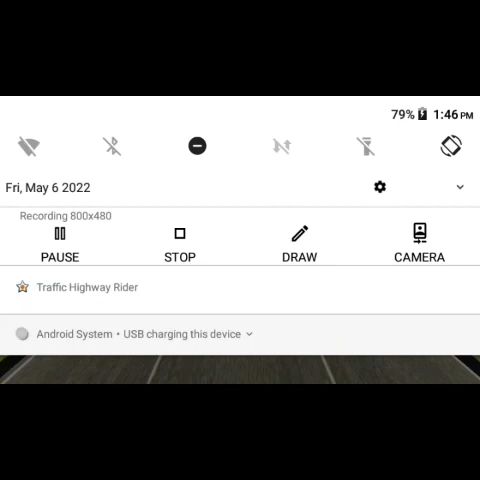 79% 1:46 PM
Fri, May 6 2022
Recording 800x480
PAUSE STOP DRAW CAMERA
Traffic Highway Rider
Android System • USB charging this device